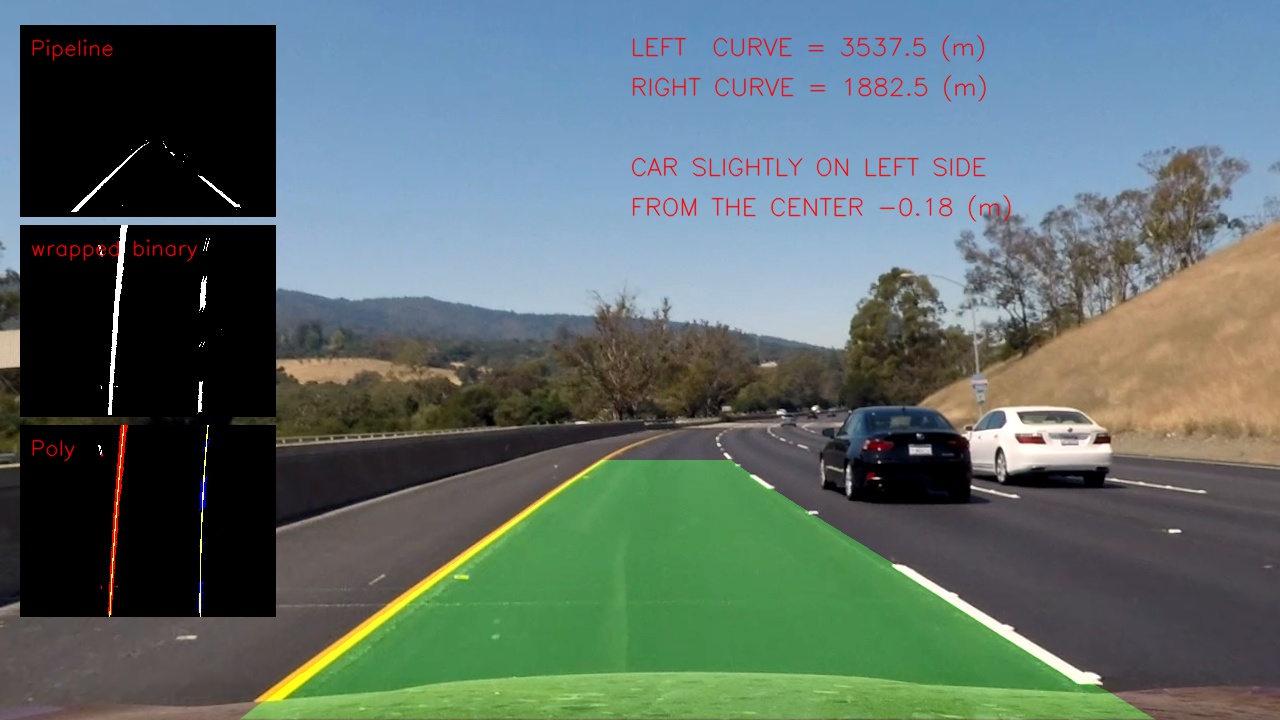 Pipeline
LEFT CURVE = 3537.5 (m)
RIGHT CURVE = 1882.5 (m)
CAR SLIGHTLY ON LEFT SIDE
FROM THE CENTER -0.18 (m)
wrapped binary
Poly